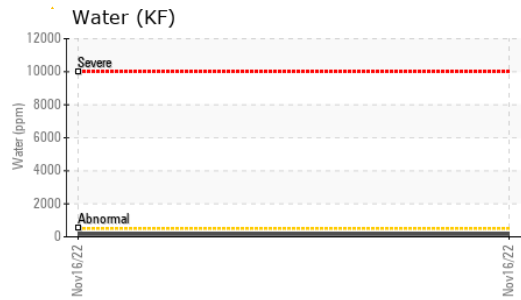 Water (KF)
12000
10000
8000
6000
4000
2000
0
Water (ppm)
Severe
Abnormal
Nov16/22
Nov16/22